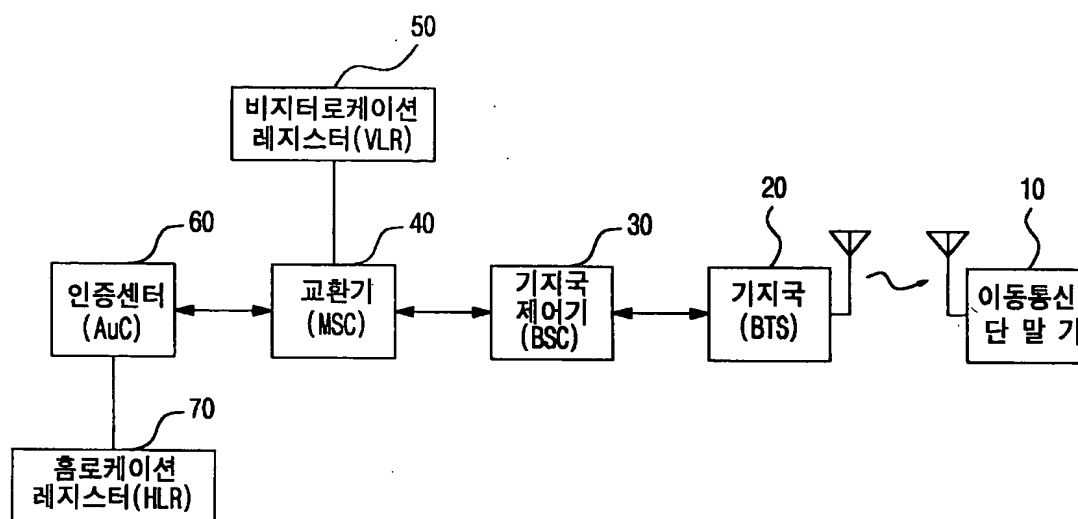 50
비지터로케이션
레지스터(VLR)
60
인증센터
(AuC)
40
교환기
(MSC)
30
기지국
제어기
(BSC)
20
기지국
(BTS)
10
이동통신
단 말 기
70
홈로케이션
레지스터(HLR)